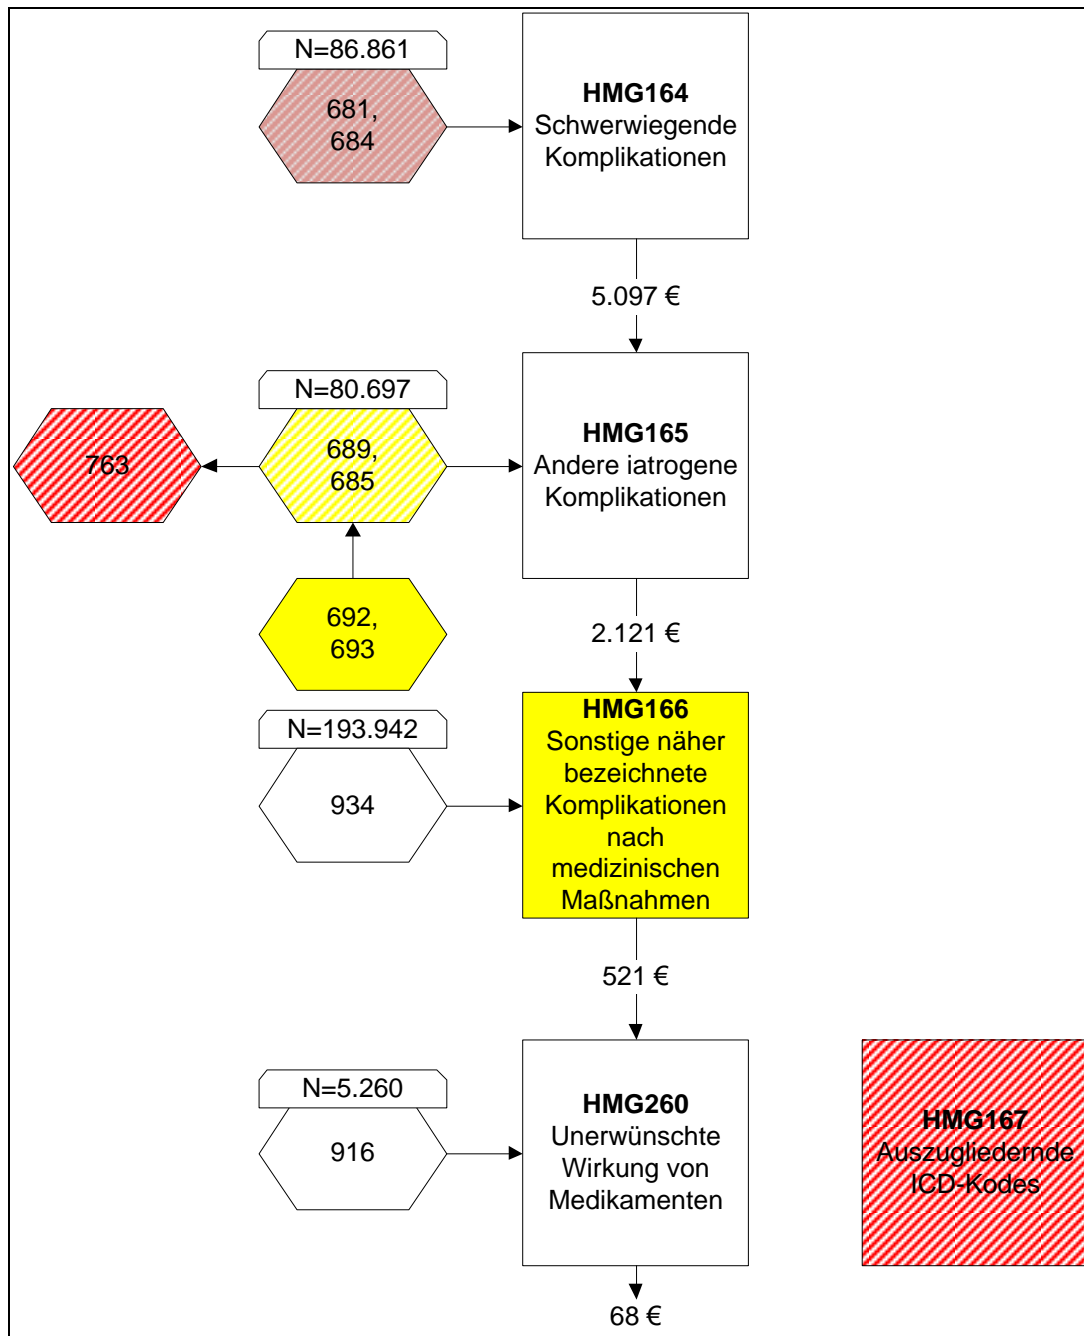 N=86.861
681,
684
HMG164
Schwerwiegende
Komplikationen
5.097 €
N=80.697
763
689,
685
HMG165
Andere iatrogene
Komplikationen
692,
693
2.121 €
N=193.942
934
HMG166
Sonstige näher
bezeichnete
Komplikationen
nach
medizinischen
Maßnahmen
521 €
N=5.260
916
HMG260
Unerwünschte
Wirkung von
Medikamenten
HMG167
Auszugliedernde
ICD-Kodes
68 €